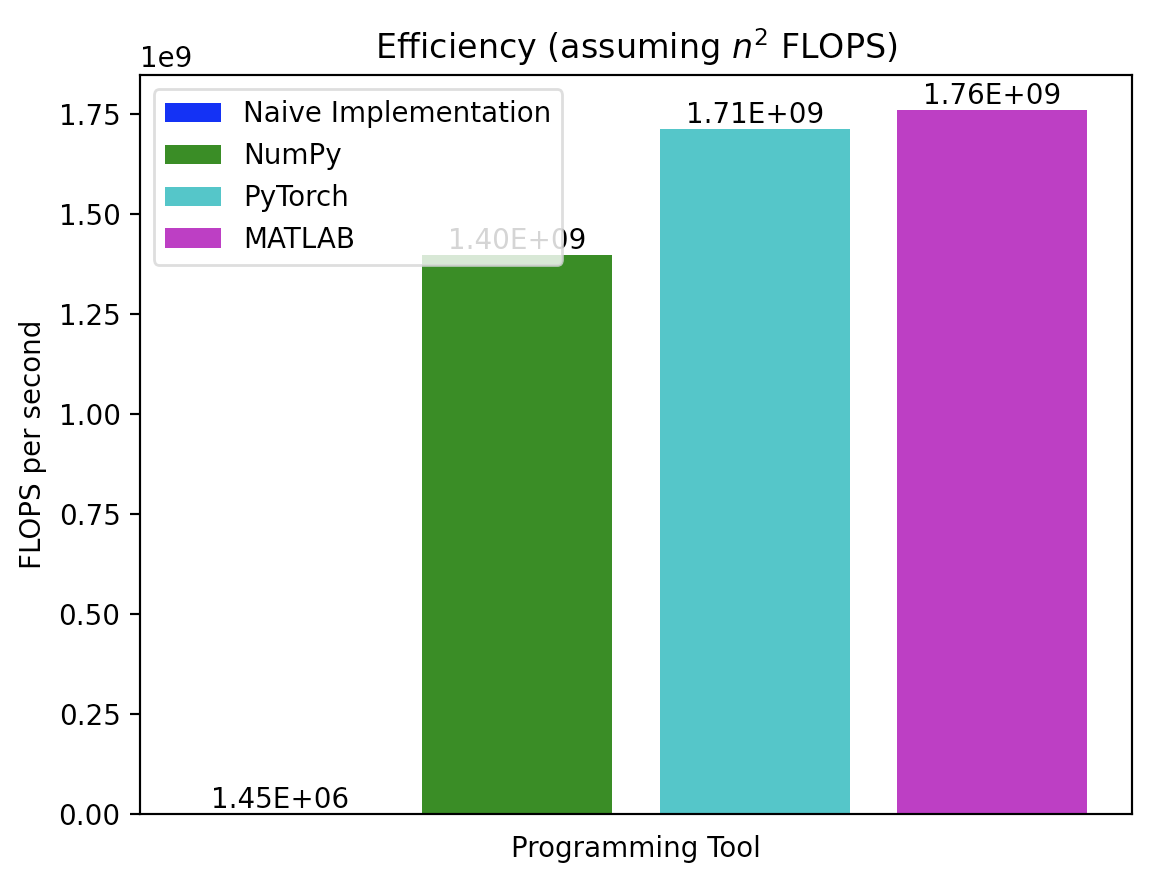 Efficiency (assuming n² FLOPS)
1e9
1.75
1.50
1.25
1.00
0.75
0.50
0.25
0.00
FLOPS per second
Naive Implementation
NumPy
PyTorch
MATLAB
1.45E+06
1.40E+09
1.71E+09
1.76E+09
Programming Tool